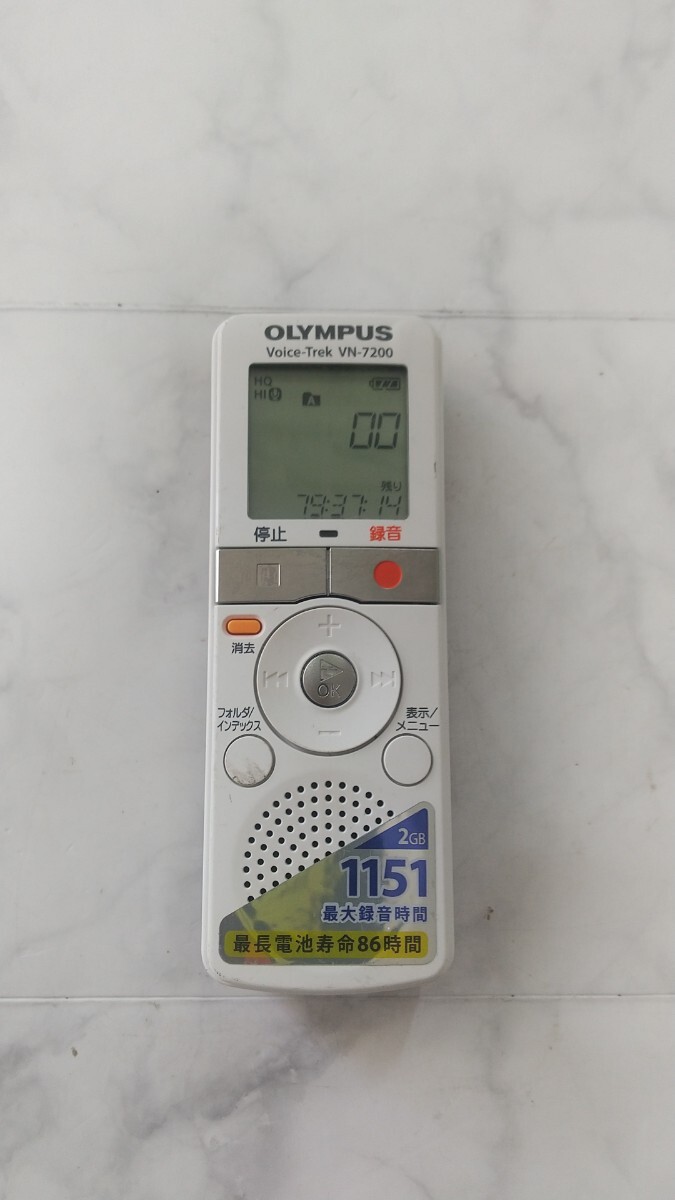 OLYMPUS
Voice-Trek VN-7200
HQ
HI
A
00
残り
79:37:14
停止 録音
消去
OK
フォルダ/
インデックス
表示/
メニュー
2GB
1151
最大録音時間
最長電池寿命86時間